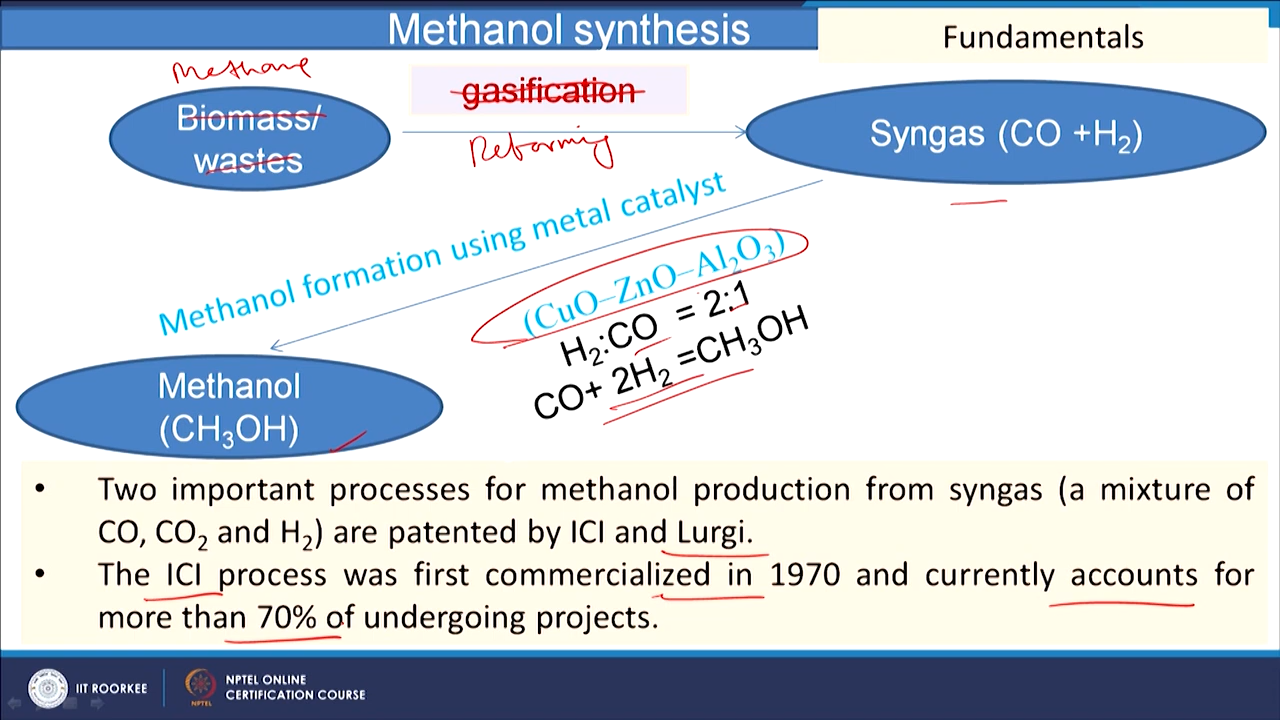 Methanol synthesis
Fundamentals
Methane
Biomass/
wastes
gasification
Reforming
Syngas (CO +H₂)
Methanol formation using metal catalyst
(CuO–ZnO–Al₂O₃)
H₂:CO = 2:1
CO+ 2H₂ =CH₃OH
Methanol
(CH₃OH)
• Two important processes for methanol production from syngas (a mixture of
CO, CO₂ and H₂) are patented by ICI and Lurgi.
• The ICI process was first commercialized in 1970 and currently accounts for
more than 70% of undergoing projects.
IIT ROORKEE
NPTEL ONLINE
CERTIFICATION COURSE
NPTEL